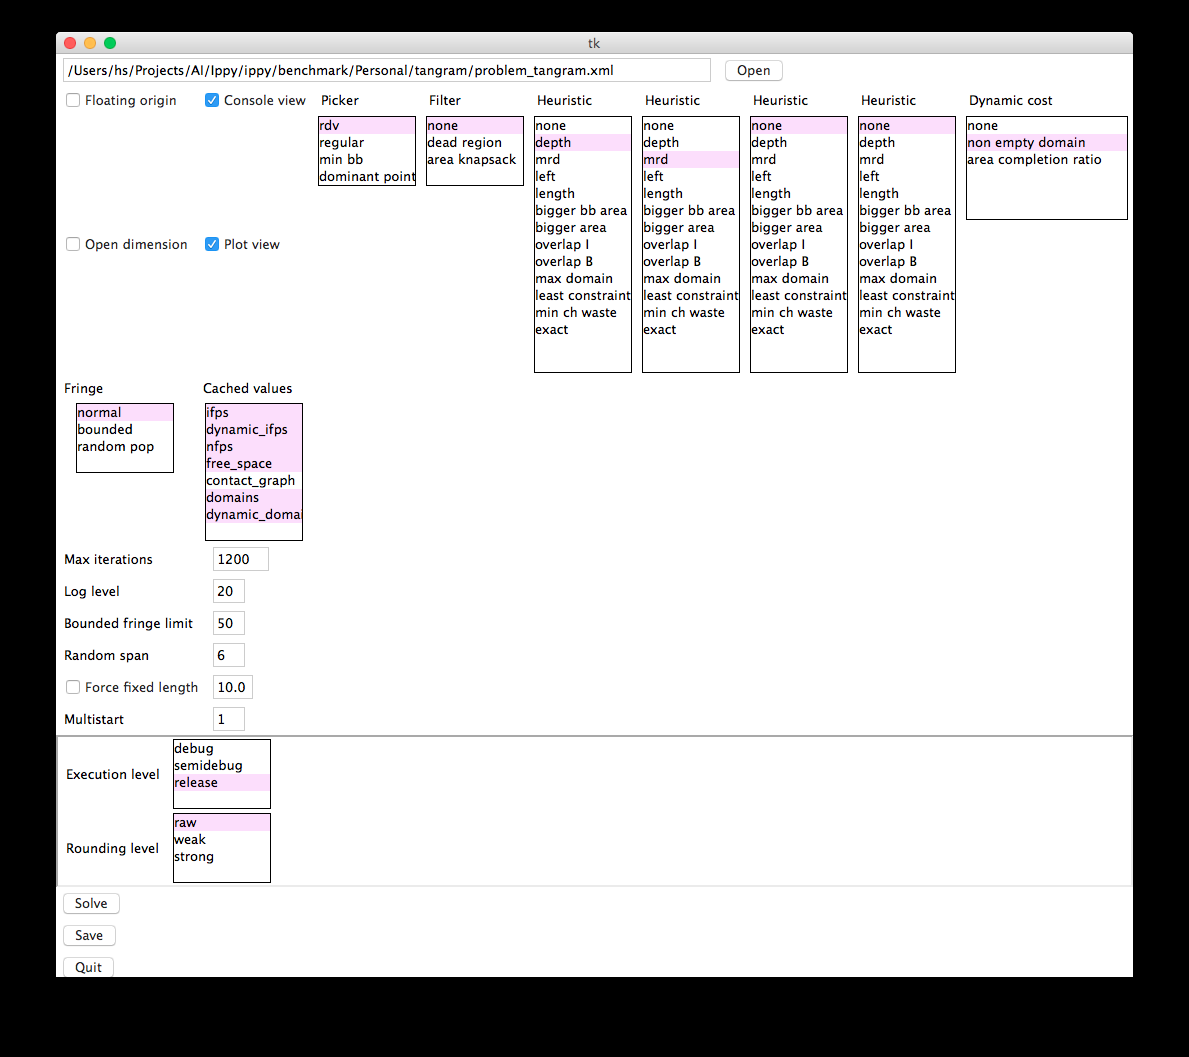 tk
/Users/hs/Projects/AI/Ippy/ippy/benchmark/Personal/tangram/problem_tangram.xml
Open
Floating origin
Console view
Picker
Filter
Heuristic
Heuristic
Heuristic
Heuristic
Dynamic cost
rdv
regular
min bb
dominant point
none
dead region
area knapsack
none
depth
mrd
left
length
bigger bb area
bigger area
overlap I
overlap B
max domain
least constraint
min ch waste
exact
none
depth
mrd
left
length
bigger bb area
bigger area
overlap I
overlap B
max domain
least constraint
min ch waste
exact
none
depth
mrd
left
length
bigger bb area
bigger area
overlap I
overlap B
max domain
least constraint
min ch waste
exact
none
depth
mrd
left
length
bigger bb area
bigger area
overlap I
overlap B
max domain
least constraint
min ch waste
exact
none
non empty domain
area completion ratio
Open dimension
Plot view
Fringe
Cached values
normal
bounded
random pop
ifps
dynamic_ifps
nfps
free_space
contact_graph
domains
dynamic_domai
Max iterations
1200
Log level
20
Bounded fringe limit
50
Random span
6
Force fixed length
10.0
Multistart
1
Execution level
debug
semidebug
release
Rounding level
raw
weak
strong
Solve
Save
Quit